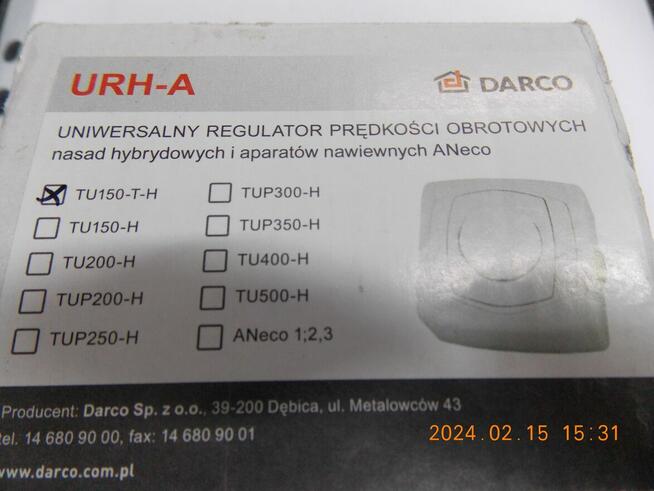 URH-A
DARCO
UNIWERSALNY REGULATOR PRĘDKOŚCI OBROTOWYCH
nasad hybrydowych i aparatów nawiewnych ANeco
TU150-T-H
TU150-H
TU200-H
TUP200-H
TUP250-H
TUP300-H
TUP350-H
TU400-H
TU500-H
ANeco 1;2,3
Producent: Darco Sp. z o.o., 39-200 Dębica, ul. Metalowców 43
tel. 14 680 90 00, fax: 14 680 90 01
www.darco.com.pl
2024.02.15 15:31